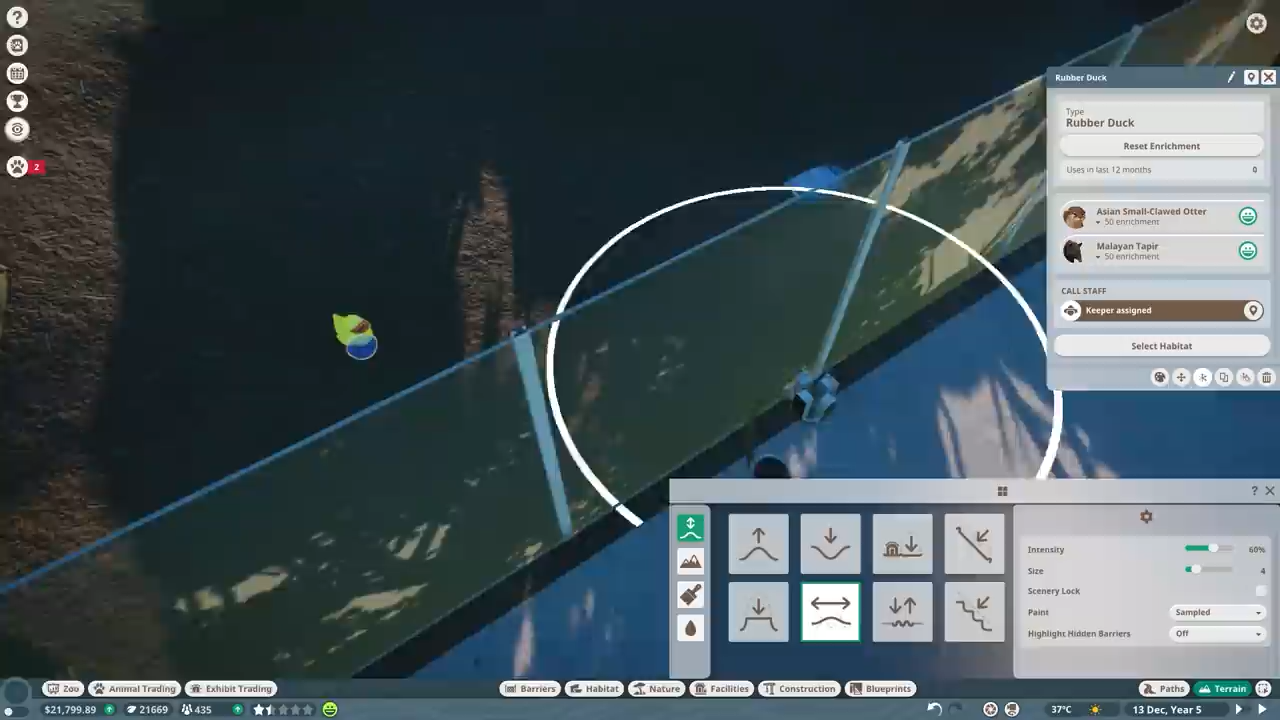 2
Rubber Duck
Type
Rubber Duck
Reset Enrichment
Uses in last 12 months 0
Asian Small-Clawed Otter
50 enrichment
Malayan Tapir
50 enrichment
CALL STAFF
Keeper assigned
Select Habitat
?
Intensity 60%
Size 4
Scenery Lock
Paint Sampled
Highlight Hidden Barriers Off
Zoo Animal Trading Exhibit Trading Barriers Habitat Nature Facilities Construction Blueprints Paths Terrain
$21,799.89 21669 435 37°C 13 Dec, Year 5